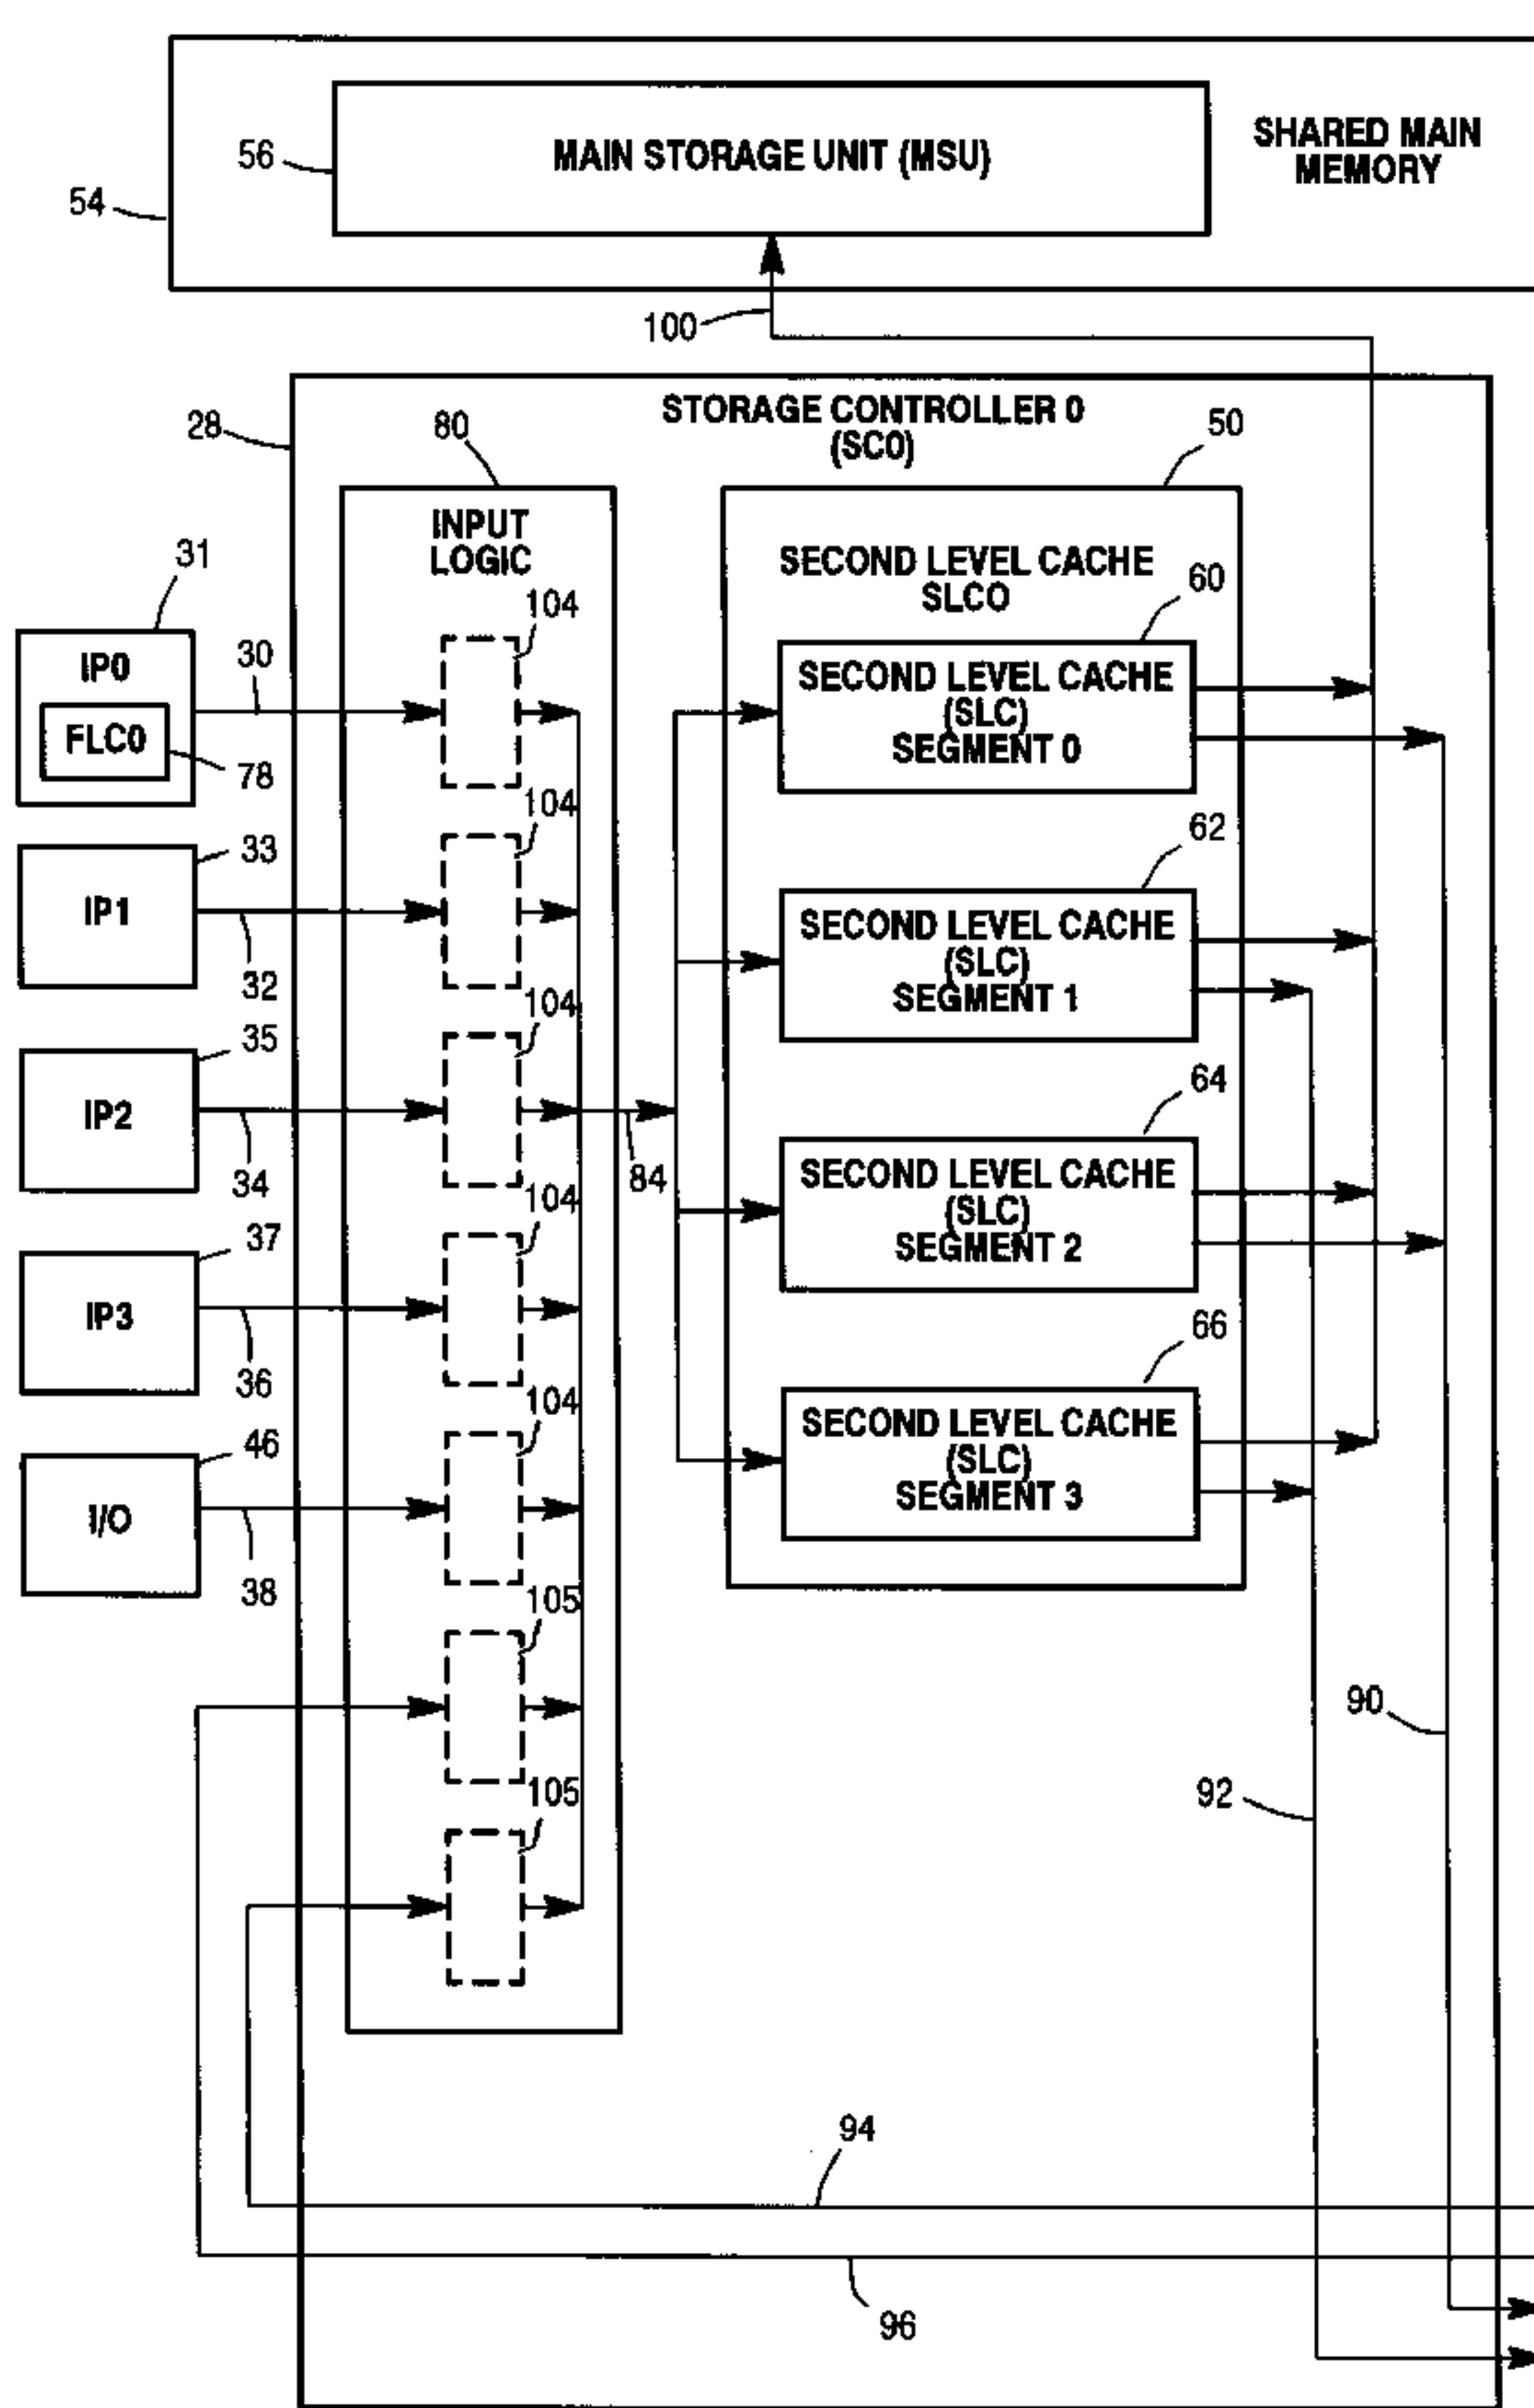 MAIN STORAGE UNIT (MSU)
SHARED MAIN
MEMORY
56
54
100
STORAGE CONTROLLER 0
(SC0)
28
80
50
INPUT
LOGIC
SECOND LEVEL CACHE
SLCO
31
IP0
FLC0
78
30
104
60
SECOND LEVEL CACHE
(SLC)
SEGMENT 0
33
IP1
32
104
62
SECOND LEVEL CACHE
(SLC)
SEGMENT 1
35
IP2
34
104
84
64
SECOND LEVEL CACHE
(SLC)
SEGMENT 2
37
IP3
36
104
66
SECOND LEVEL CACHE
(SLC)
SEGMENT 3
46
I/O
38
104
105
105
90
92
94
96